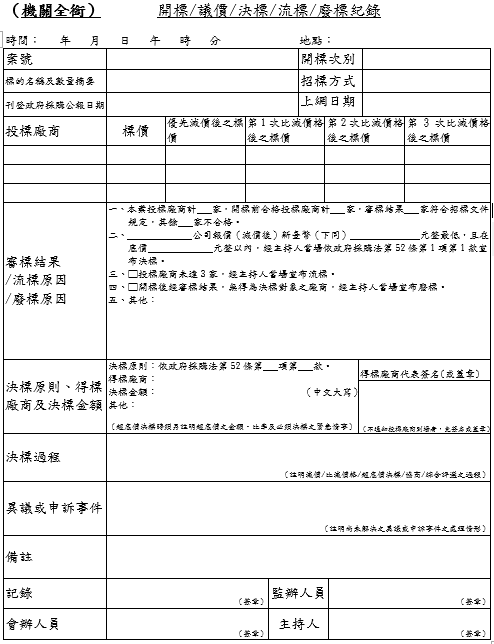 （機關全銜）　開標/議價/決標/流標/廢標紀錄
時間：　年　月　日　午　時　分　地點：
案號　開標次別
標的名稱及數量摘要　招標方式
刊登政府採購公報日期　上網日期
投標廠商　標價　優先減價後之標價　第1次比減價格後之標價　第2次比減價格後之標價　第 3 次比減價格後之標價
審標結果
/流標原因
/廢標原因
一、本案投標廠商計___家，開標前合格投標廠商計___家，審標結果___家符合招標文件
規定，其餘___家不合格。
二、__________公司報價（減價後）新臺幣（下同）__________元整最低，且在
底價__________元整以內，經主持人當場依政府採購法第52條第1項第1款宣
布決標。
三、□投標廠商未達3家，經主持人當場宣布流標。
四、□開標後經審標結果，無得為決標對象之廠商，經主持人當場宣布廢標。
五、其他：
決標原則、得標
廠商及決標金額
決標原則：依政府採購法第52條第___項第___款。
得標廠商：
決標金額：　（中文大寫）
其他：
（超底價決標時須另註明超底價之金額、比率及必須決標之緊急情事）
得標廠商代表簽名(或蓋章)
（不通知投標廠商到場者，免簽名或蓋章）
決標過程
（註明減價/比減價格/超底價決標/協商/綜合評選之過程）
異議或申訴事件
（註明尚未解決之異議或申訴事件之處理情形）
備註
記錄　（簽章）　監辦人員　（簽章）
會辦人員　（簽章）　主持人　（簽章）